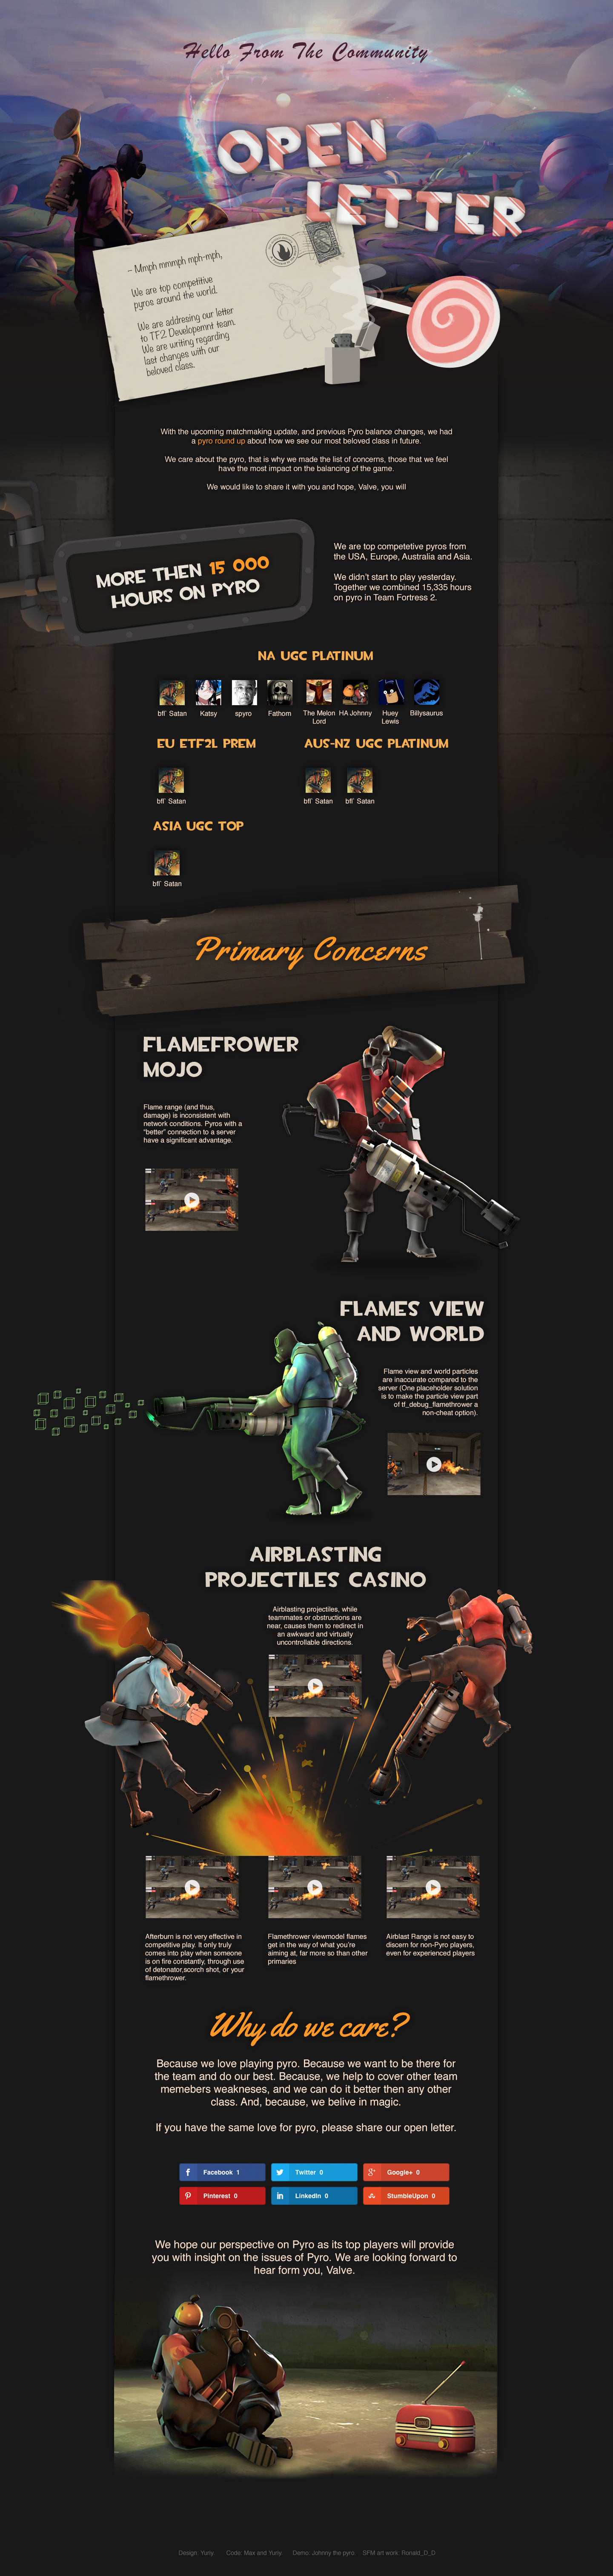 Hello From The Community
OPEN
LETTER
– Mmph mmmph mph-mph,
We are top competitive
pyros around the world.
We are addresing our letter
to TF2 Developemnt team.
We are writing regarding
last changes with our
beloved class.
With the upcoming matchmaking update, and previous Pyro balance changes, we had
a pyro round up about how we see our most beloved class in future.
We care about the pyro, that is why we made the list of concerns, those that we feel
have the most impact on the balancing of the game.
We would like to share it with you and hope, Valve, you will
MORE THEN 15 000
HOURS ON PYRO
We are top competetive pyros from
the USA, Europe, Australia and Asia.
We didn't start to play yesterday.
Together we combined 15,335 hours
on pyro in Team Fortress 2.
NA UGC PLATINUM
bfl' Satan
Katsy
spyro
Fathom
The Melon
Lord
HA Johnny
Huey
Lewis
Billysaurus
EU ETF2L PREM
AUS-NZ UGC PLATINUM
bfl' Satan
bfl' Satan
bfl' Satan
ASIA UGC TOP
bfl' Satan
Primary Concerns
FLAMEFROWER
MOJO
Flame range (and thus,
damage) is inconsistent with
network conditions. Pyros with a
"better" connection to a server
have a significant advantage.
FLAMES VIEW
AND WORLD
Flame view and world particles
are inaccurate compared to the
server (One placeholder solution
is to make the particle view part
of tf_debug_flamethrower a
non-cheat option).
AIRBLASTING
PROJECTILES CASINO
Airblasting projectiles, while
teammates or obstructions are
near, causes them to redirect in
an awkward and virtually
uncontrollable directions.
Afterburn is not very effective in
competitive play. It only truly
comes into play when someone
is on fire constantly, through use
of detonator,scorch shot, or your
flamethrower.
Flamethrower viewmodel flames
get in the way of what you're
aiming at, far more so than other
primaries
Airblast Range is not easy to
discern for non-Pyro players,
even for experienced players
Why do we care?
Because we love playing pyro. Because we want to be there for
the team and do our best. Because, we help to cover other team
memebers weakneses, and we can do it better then any other
class. And, because, we belive in magic.
If you have the same love for pyro, please share our open letter.
Facebook 1
Twitter 0
Google+ 0
Pinterest 0
LinkedIn 0
StumbleUpon 0
We hope our perspective on Pyro as its top players will provide
you with insight on the issues of Pyro. We are looking forward to
hear form you, Valve.
Design: Yuriy. Code: Max and Yuriy. Demo: Johnny the pyro SFM art work: Ronald_D_D